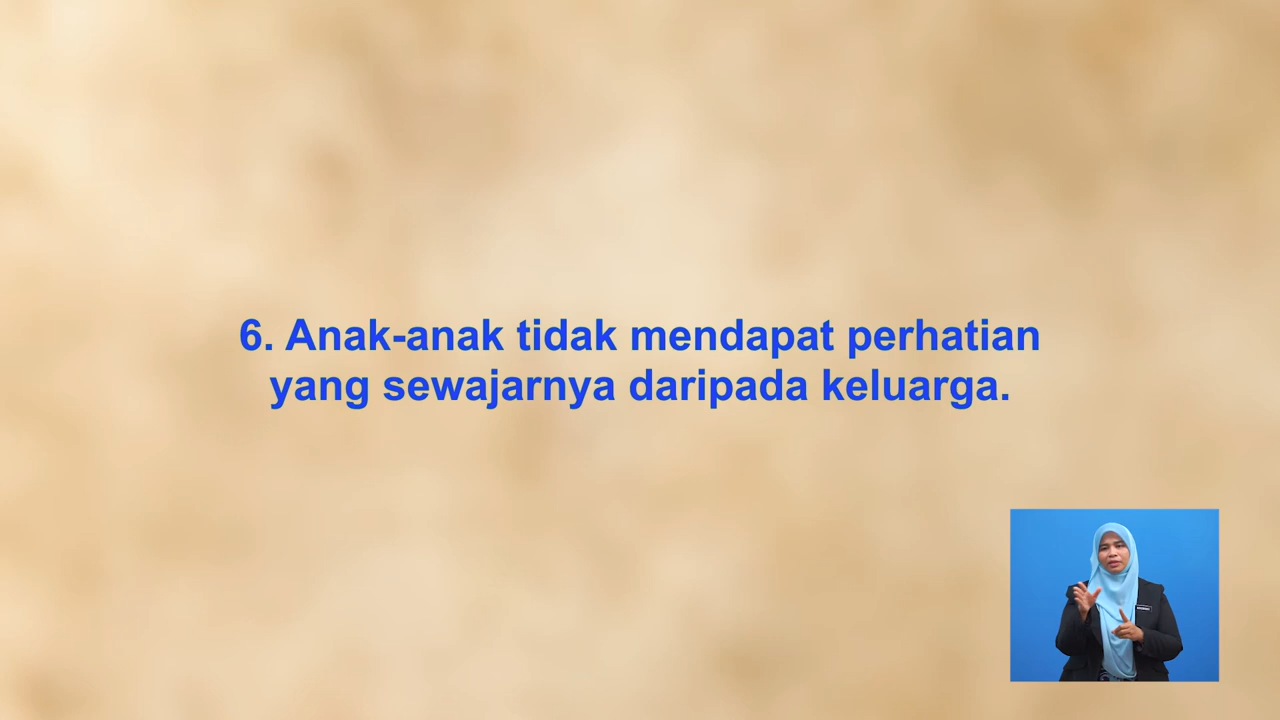 6. Anak-anak tidak mendapat perhatian
yang sewajarnya daripada keluarga.